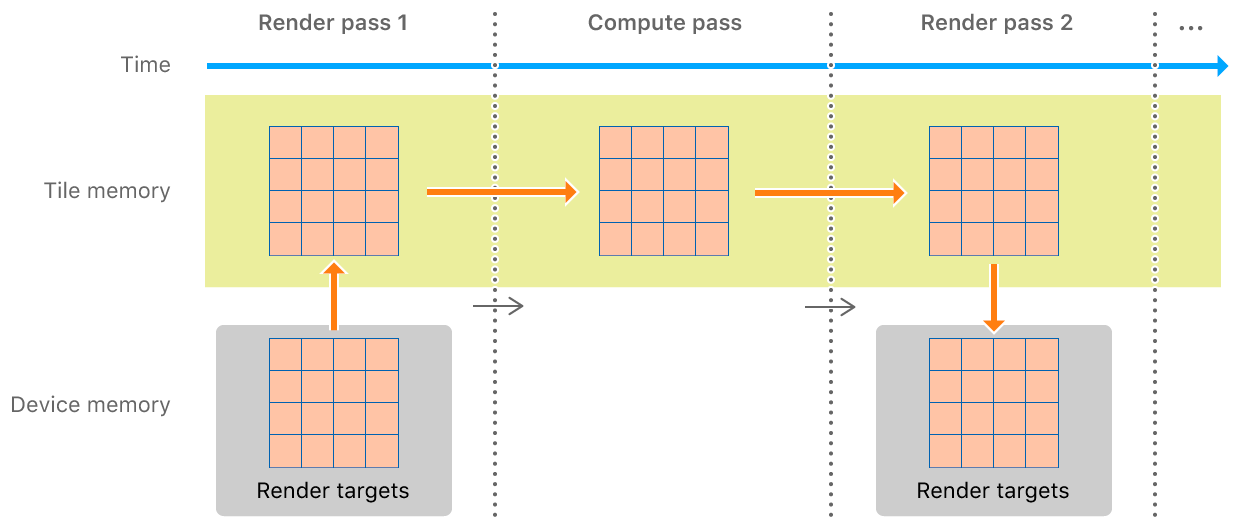 Render pass 1
Compute pass
Render pass 2
...
Time
Tile memory
Device memory
Render targets
Render targets